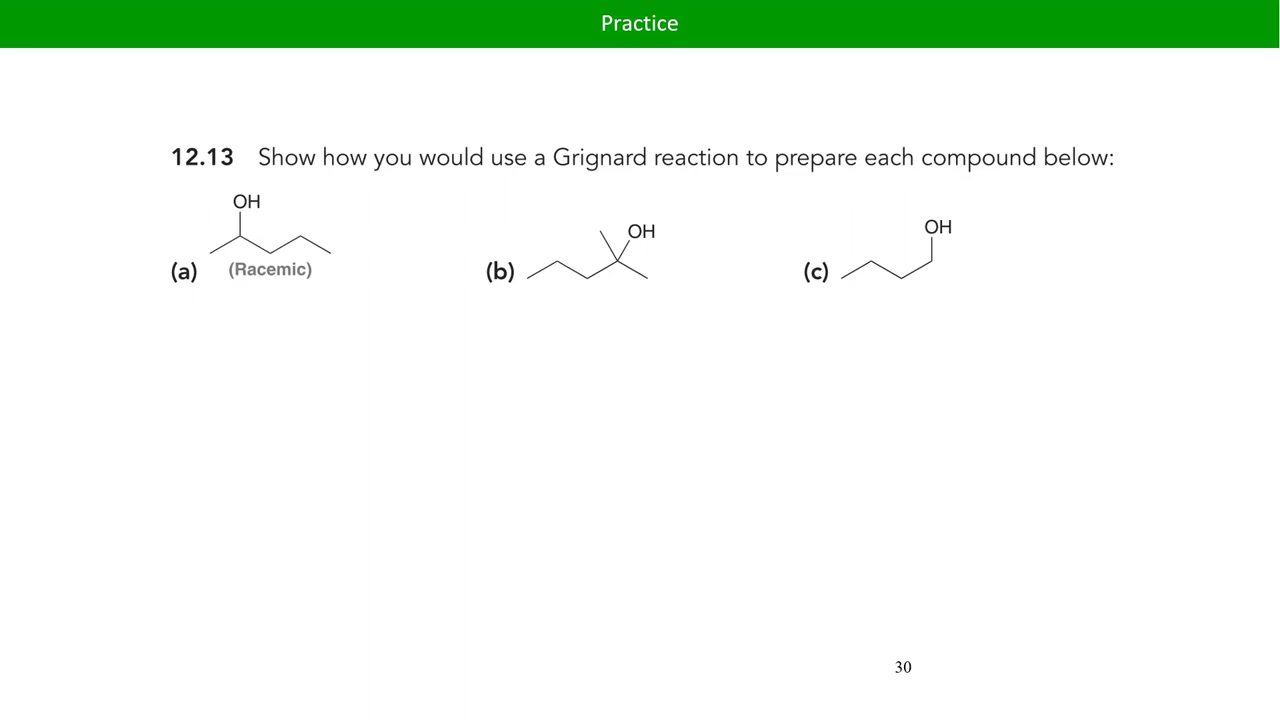 Practice
12.13 Show how you would use a Grignard reaction to prepare each compound below:
OH
(a) (Racemic)
OH
(b)
OH
(c)
30